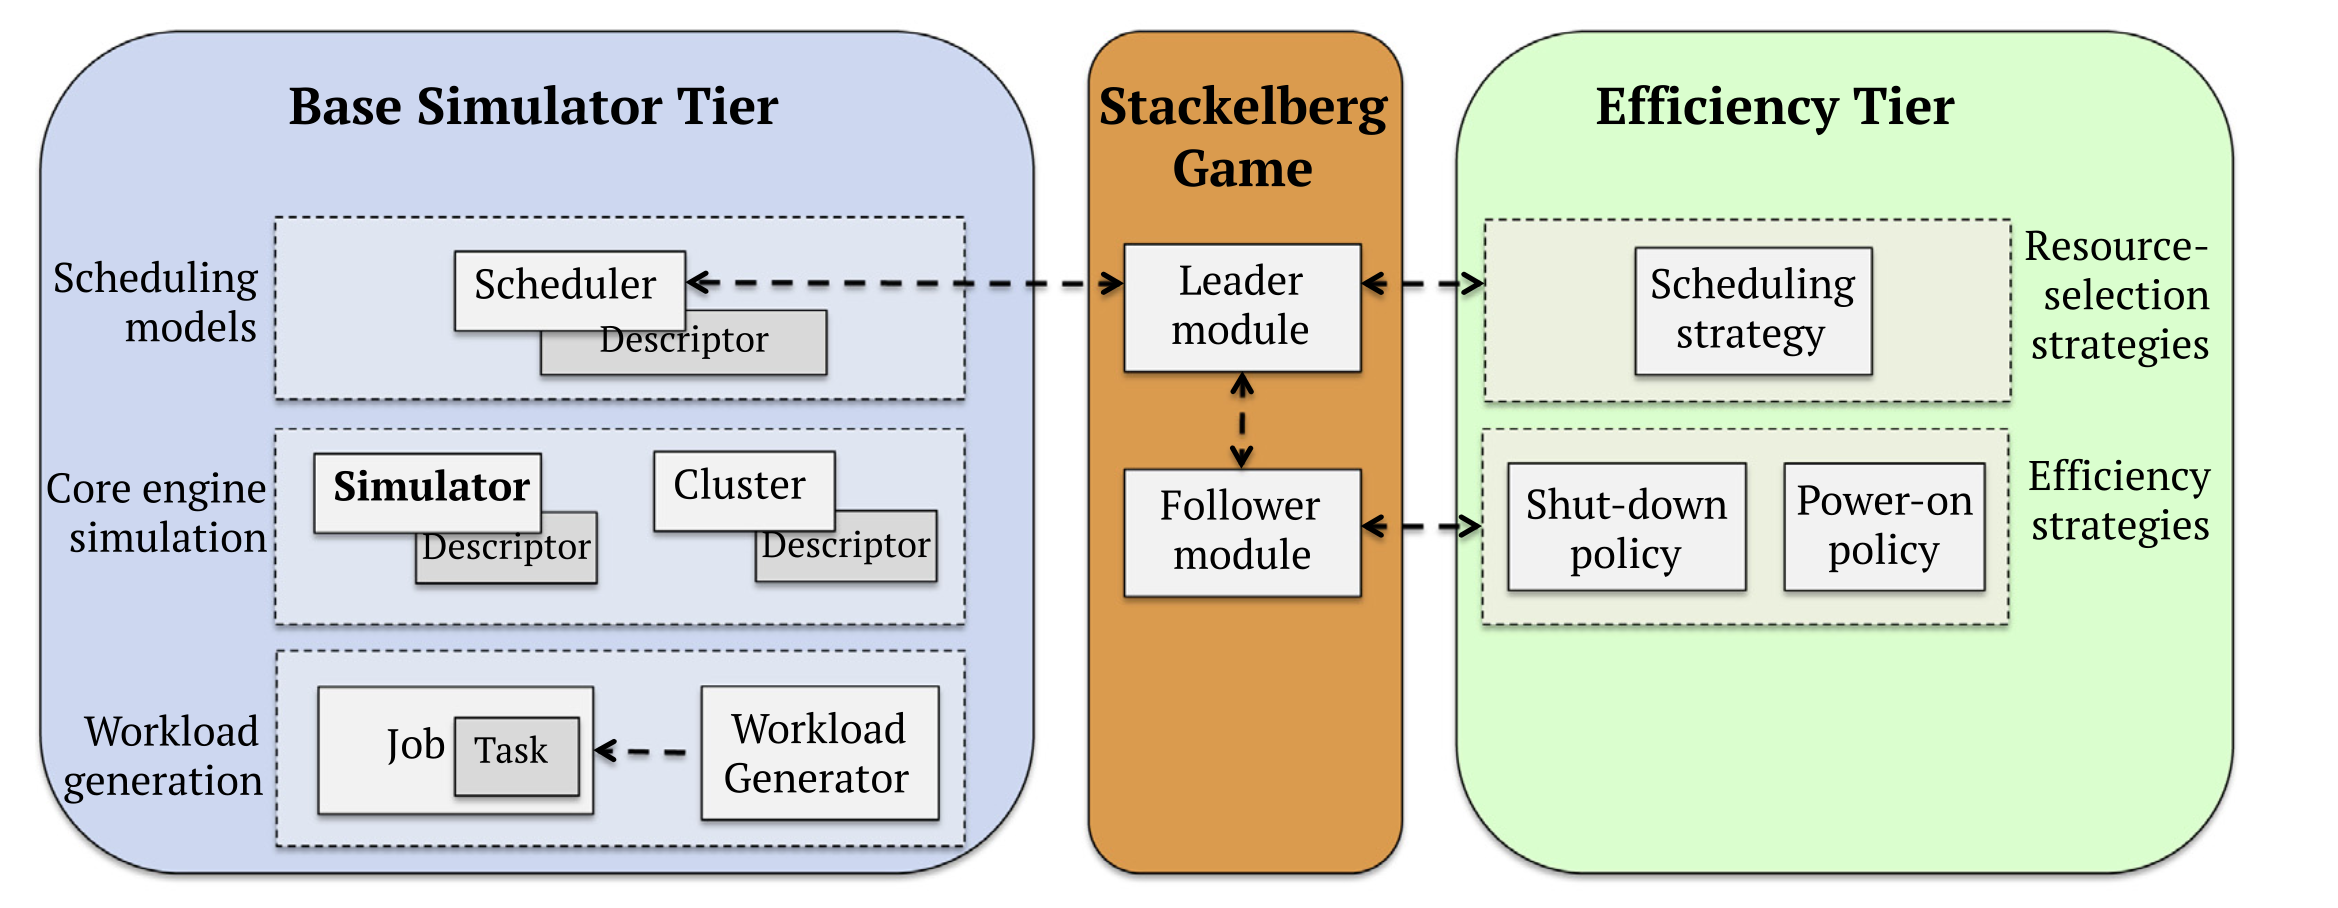 Base Simulator Tier
Scheduling
models
Scheduler
Descriptor
Core engine
simulation
Simulator
Descriptor
Cluster
Descriptor
Workload
generation
Job
Task
Workload
Generator
Stackelberg
Game
Leader
module
Follower
module
Efficiency Tier
Scheduling
strategy
Resource-
selection
strategies
Shut-down
policy
Power-on
policy
Efficiency
strategies